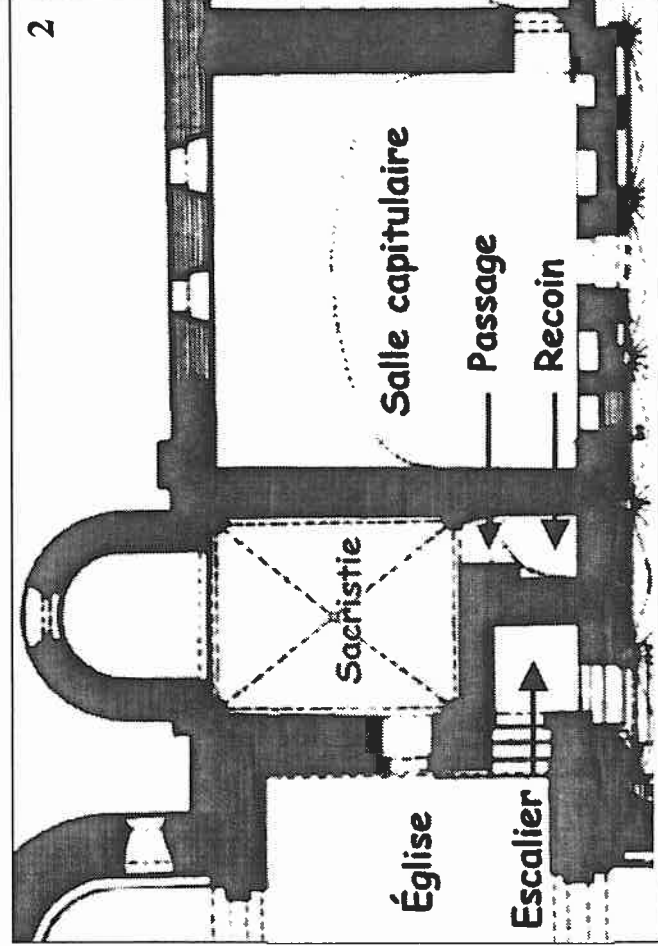 2
Salle capitulaire
Passage
Recoin
Sacristie
Église
Escalier